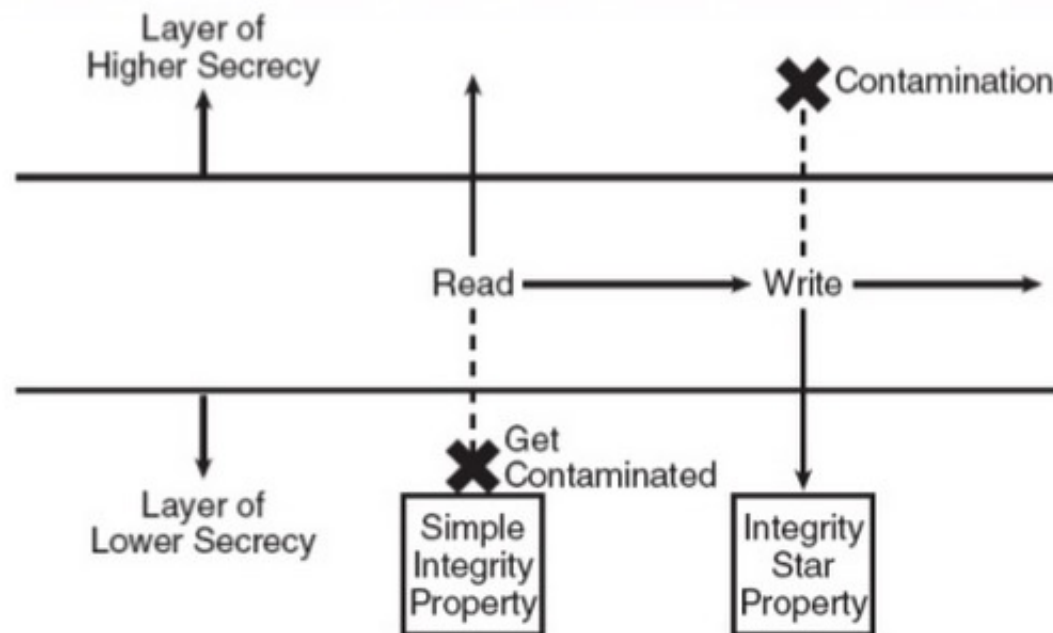 Layer of
Higher Secrecy
Contamination
Read
Write
Get
Contaminated
Layer of
Lower Secrecy
Simple
Integrity
Property
Integrity
Star
Property